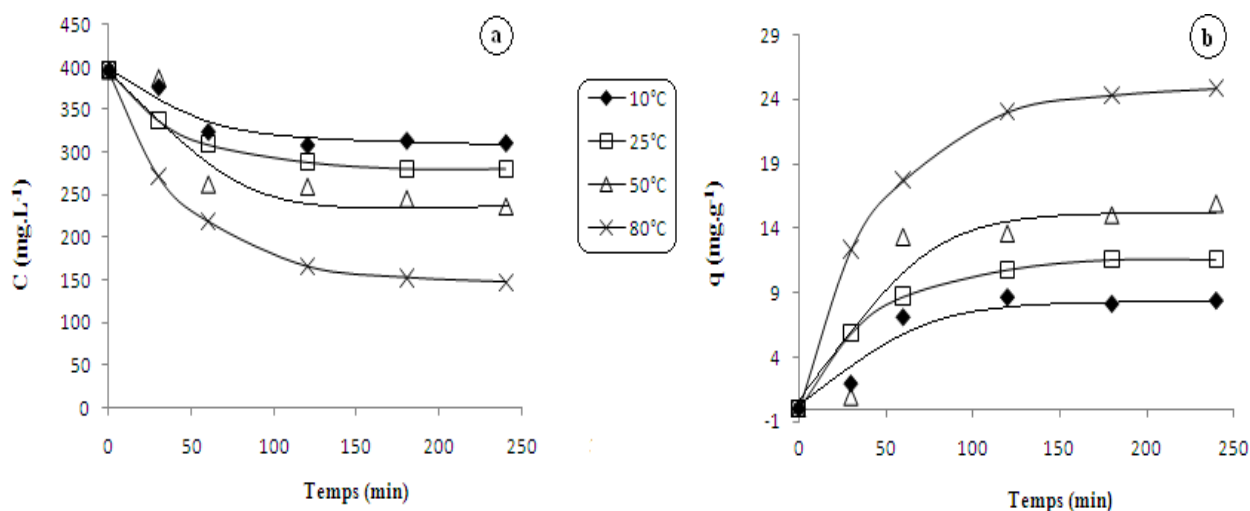 a
C (mg.L⁻¹)
450
400
350
300
250
200
150
100
50
0
0 50 100 150 200 250
Temps (min)
10°C
25°C
50°C
80°C
b
q (mg.g⁻¹)
29
24
19
14
9
4
-1
0 50 100 150 200 250
Temps (min)